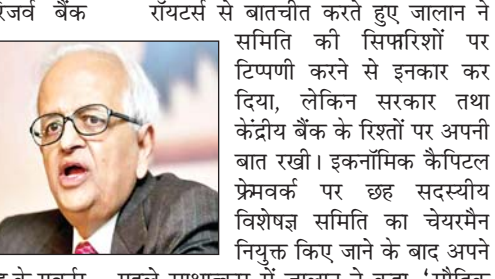 रिजर्व बैंक
रॉयटर्स से बातचीत करते हुए जालान ने
समिति की सिफारिशों पर
टिप्पणी करने से इनकार कर
दिया, लेकिन सरकार तथा
केंद्रीय बैंक के रिश्तों पर अपनी
बात रखी। इकनॉमिक कैपिटल
फ्रेमवर्क पर छह सदस्यीय
विशेषज्ञ समिति का चेयरमैन
नियुक्त किए जाने के बाद अपने